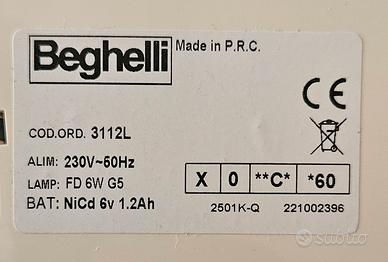 Beghelli
Made in P.R.C.
CE
COD.ORD. 3112L
ALIM: 230V~50Hz
LAMP: FD 6W G5
BAT: NiCd 6v 1.2Ah
X 0 **C* *60
2501K-Q 221002396
subito